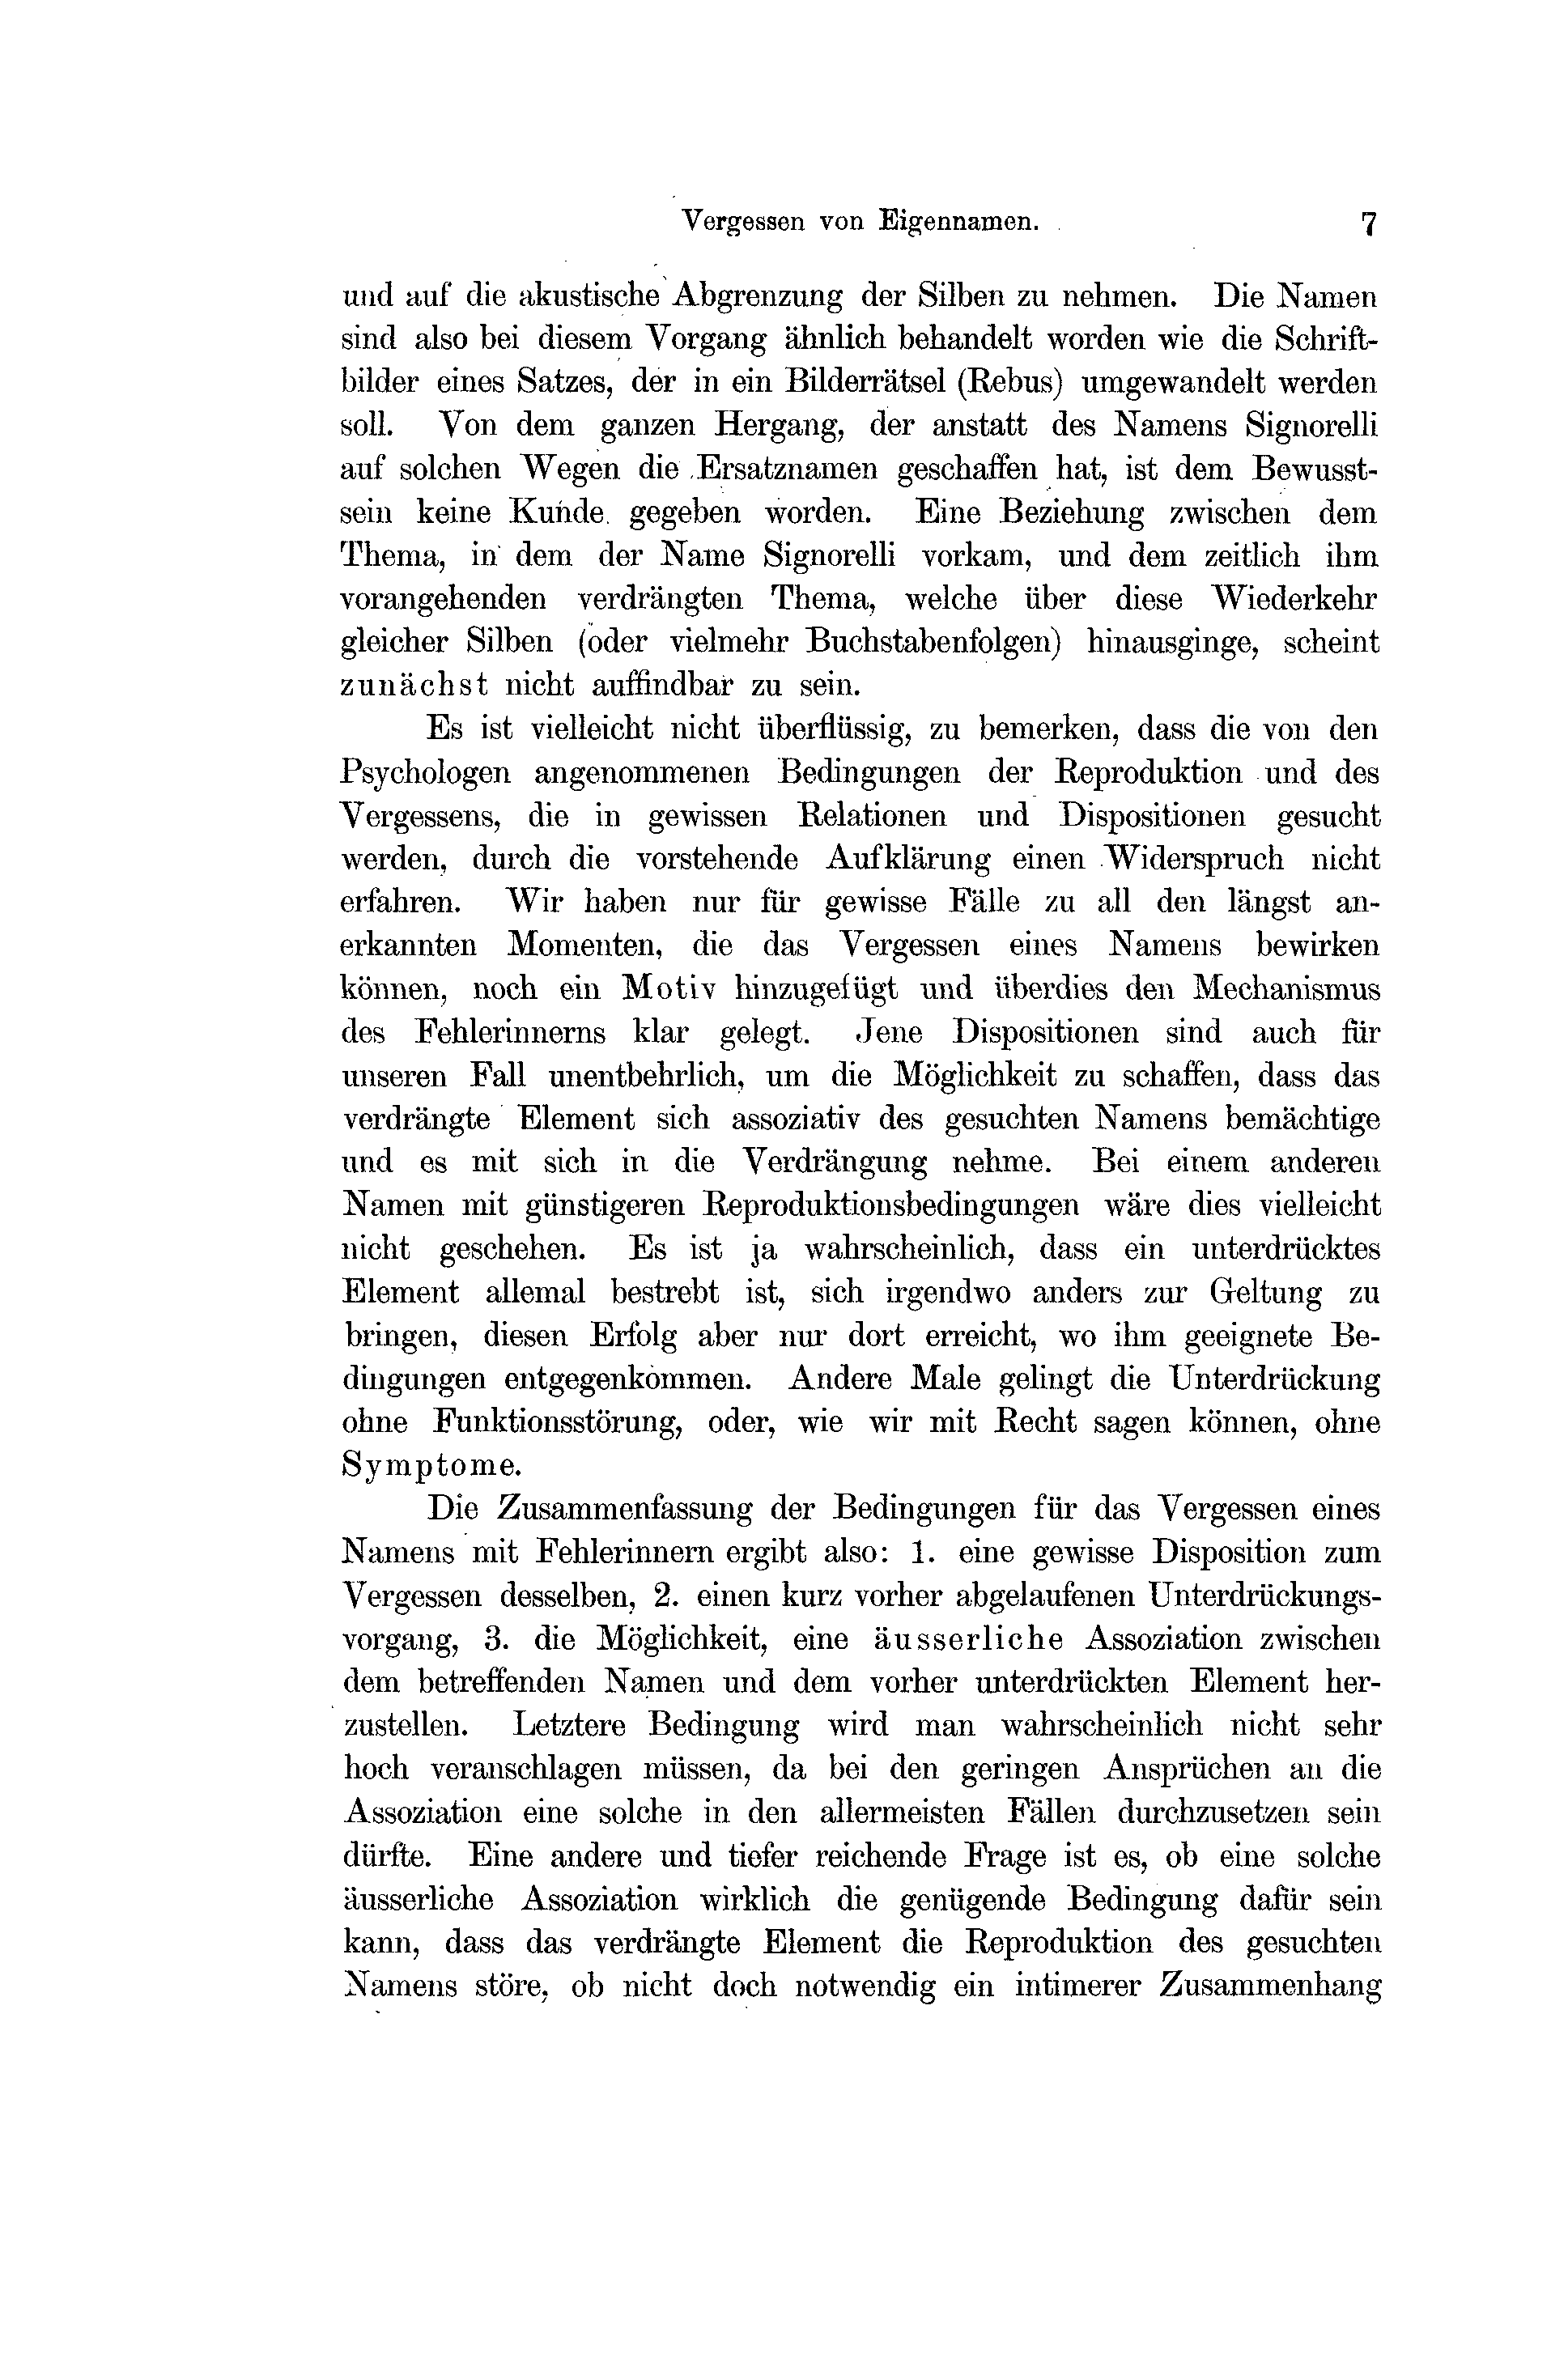 Vergessen von Eigennamen. 7
und auf die akustische Abgrenzung der Silben zu nehmen. Die Namen
sind also bei diesem Vorgang ähnlich behandelt worden wie die Schrift-
bilder eines Satzes, der in ein Bilderrätsel (Rebus) umgewandelt werden
soll. Von dem ganzen Hergang, der anstatt des Namens Signorelli
auf solchen Wegen die Ersatznamen geschaffen hat, ist dem Bewusst-
sein keine Kunde gegeben worden. Eine Beziehung zwischen dem
Thema, in dem der Name Signorelli vorkam, und dem zeitlich ihm
vorangehenden verdrängten Thema, welche über diese Wiederkehr
gleicher Silben (oder vielmehr Buchstabenfolgen) hinausginge, scheint
zunächst nicht auffindbar zu sein.
Es ist vielleicht nicht überflüssig, zu bemerken, dass die von den
Psychologen angenommenen Bedingungen der Reproduktion und des
Vergessens, die in gewissen Relationen und Dispositionen gesucht
werden, durch die vorstehende Aufklärung einen Widerspruch nicht
erfahren. Wir haben nur für gewisse Fälle zu all den längst an-
erkannten Momenten, die das Vergessen eines Namens bewirken
können, noch ein Motiv hinzugefügt und überdies den Mechanismus
des Fehlerinnerns klar gelegt. Jene Dispositionen sind auch für
unseren Fall unentbehrlich, um die Möglichkeit zu schaffen, dass das
verdrängte Element sich assoziativ des gesuchten Namens bemächtige
und es mit sich in die Verdrängung nehme. Bei einem anderen
Namen mit günstigeren Reproduktionsbedingungen wäre dies vielleicht
nicht geschehen. Es ist ja wahrscheinlich, dass ein unterdrücktes
Element allemal bestrebt ist, sich irgendwo anders zur Geltung zu
bringen, diesen Erfolg aber nur dort erreicht, wo ihm geeignete Be-
dingungen entgegenkommen. Andere Male gelingt die Unterdrückung
ohne Funktionsstörung, oder, wie wir mit Recht sagen können, ohne
Symptome.
Die Zusammenfassung der Bedingungen für das Vergessen eines
Namens mit Fehlerinnern ergibt also: 1. eine gewisse Disposition zum
Vergessen desselben, 2. einen kurz vorher abgelaufenen Unterdrückungs-
vorgang, 3. die Möglichkeit, eine äusserliche Assoziation zwischen
dem betreffenden Namen und dem vorher unterdrückten Element her-
zustellen. Letztere Bedingung wird man wahrscheinlich nicht sehr
hoch veranschlagen müssen, da bei den geringen Ansprüchen an die
Assoziation eine solche in den allermeisten Fällen durchzusetzen sein
dürfte. Eine andere und tiefer reichende Frage ist es, ob eine solche
äusserliche Assoziation wirklich die genügende Bedingung dafür sein
kann, dass das verdrängte Element die Reproduktion des gesuchten
Namens störe, ob nicht doch notwendig ein intimerer Zusammenhang